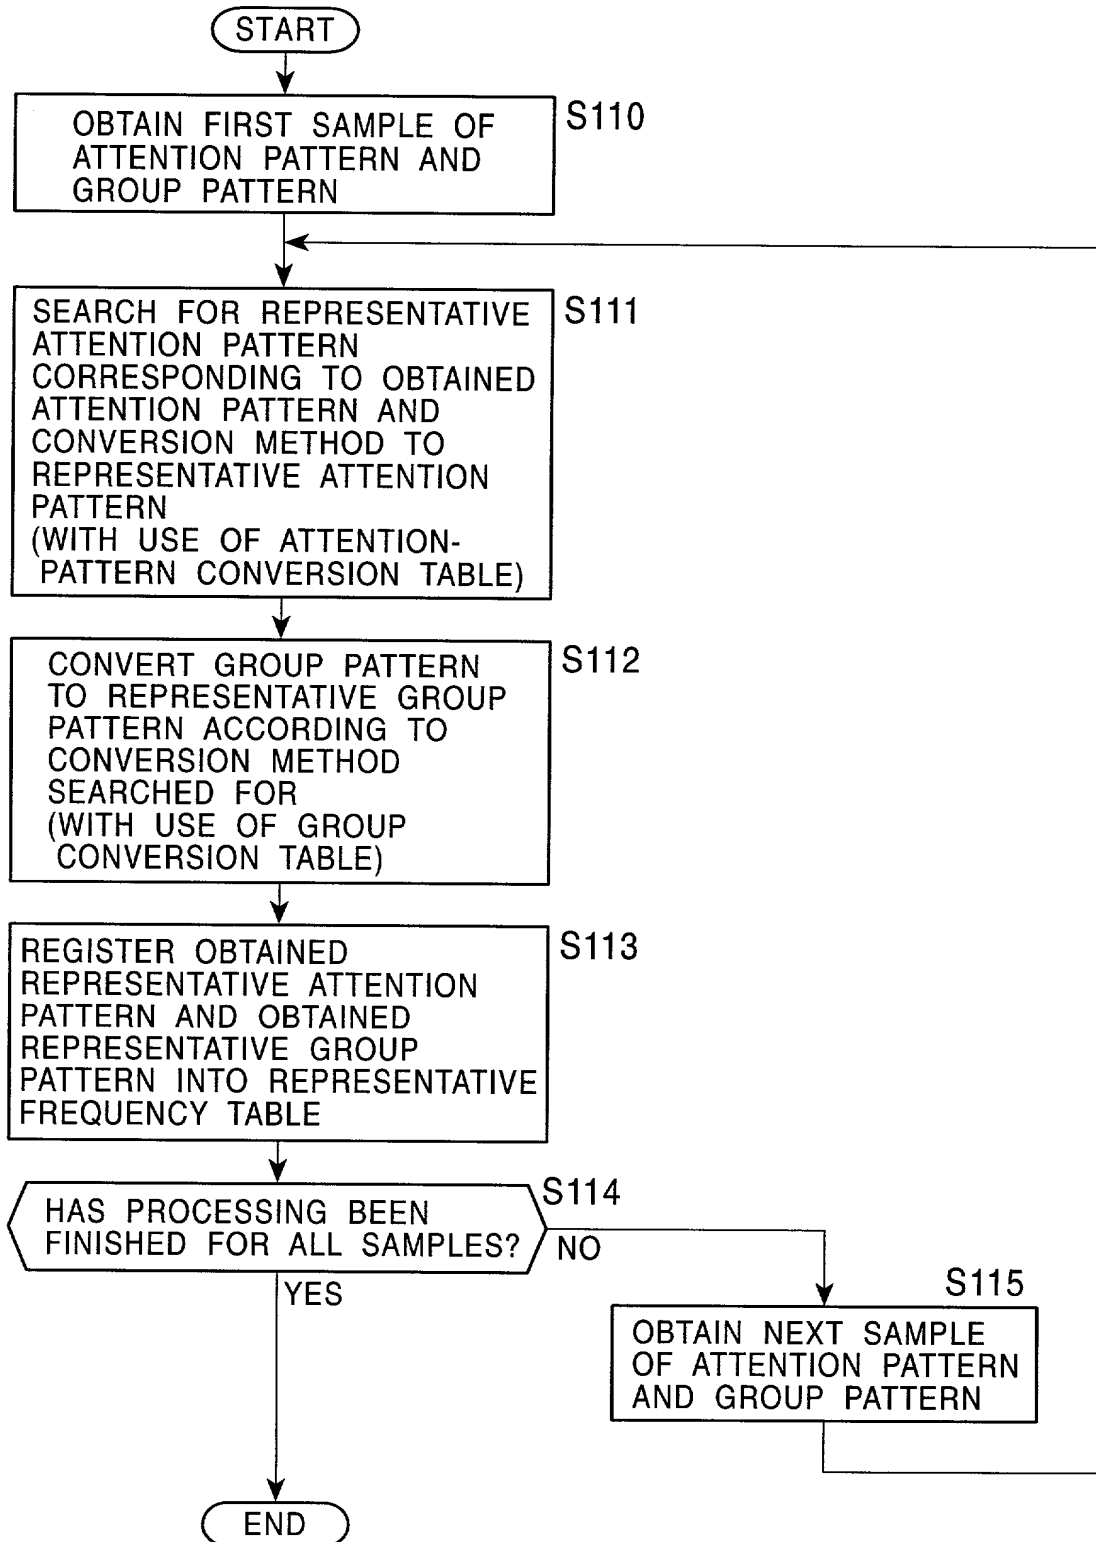 START
S110
OBTAIN FIRST SAMPLE OF
ATTENTION PATTERN AND
GROUP PATTERN
S111
SEARCH FOR REPRESENTATIVE
ATTENTION PATTERN
CORRESPONDING TO OBTAINED
ATTENTION PATTERN AND
CONVERSION METHOD TO
REPRESENTATIVE ATTENTION
PATTERN
(WITH USE OF ATTENTION-
PATTERN CONVERSION TABLE)
S112
CONVERT GROUP PATTERN
TO REPRESENTATIVE GROUP
PATTERN ACCORDING TO
CONVERSION METHOD
SEARCHED FOR
(WITH USE OF GROUP
CONVERSION TABLE)
S113
REGISTER OBTAINED
REPRESENTATIVE ATTENTION
PATTERN AND OBTAINED
REPRESENTATIVE GROUP
PATTERN INTO REPRESENTATIVE
FREQUENCY TABLE
S114
HAS PROCESSING BEEN
FINISHED FOR ALL SAMPLES?
NO
YES
S115
OBTAIN NEXT SAMPLE
OF ATTENTION PATTERN
AND GROUP PATTERN
END